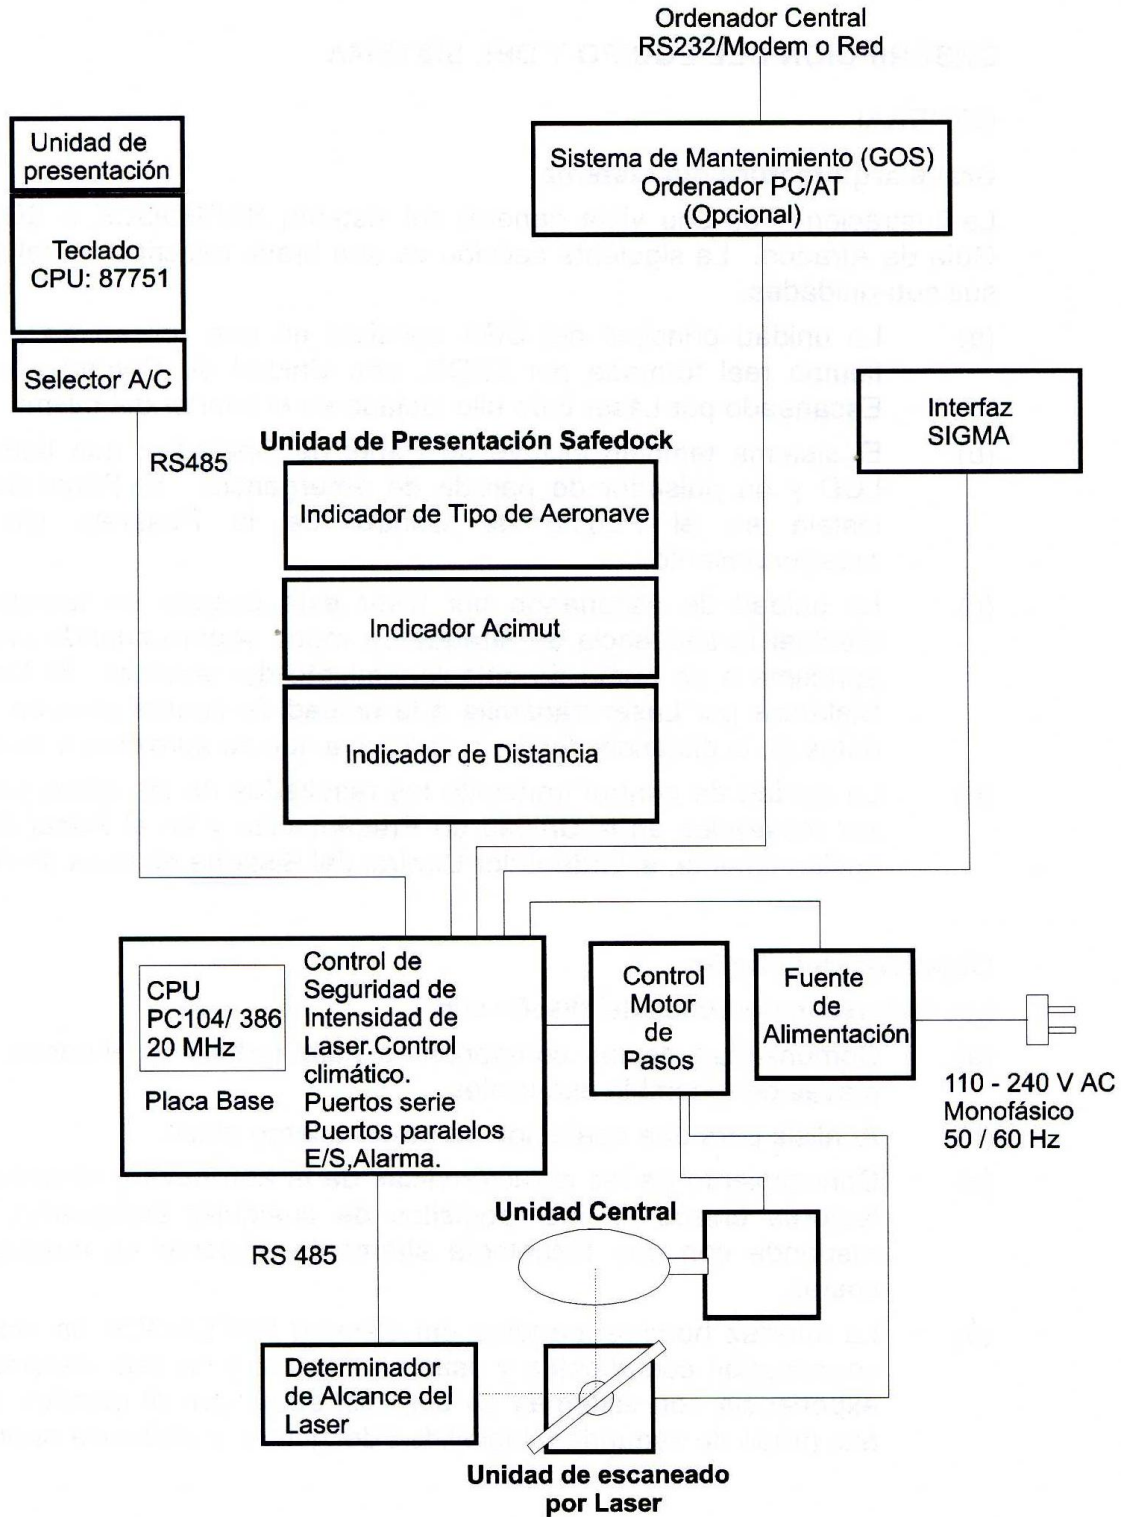 Ordenador Central
RS232/Modem o Red
Unidad de
presentación
Teclado
CPU: 87751
Selector A/C
Sistema de Mantenimiento (GOS)
Ordenador PC/AT
(Opcional)
Interfaz
SIGMA
RS485
Unidad de Presentación Safedock
Indicador de Tipo de Aeronave
Indicador Acimut
Indicador de Distancia
CPU
PC104/ 386
20 MHz
Placa Base
Control de
Seguridad de
Intensidad de
Laser.Control
climático.
Puertos serie
Puertos paralelos
E/S,Alarma.
Control
Motor
de
Pasos
Fuente
de
Alimentación
110 - 240 V AC
Monofásico
50 / 60 Hz
Unidad Central
RS 485
Determinador
de Alcance del
Laser
Unidad de escaneado
por Laser